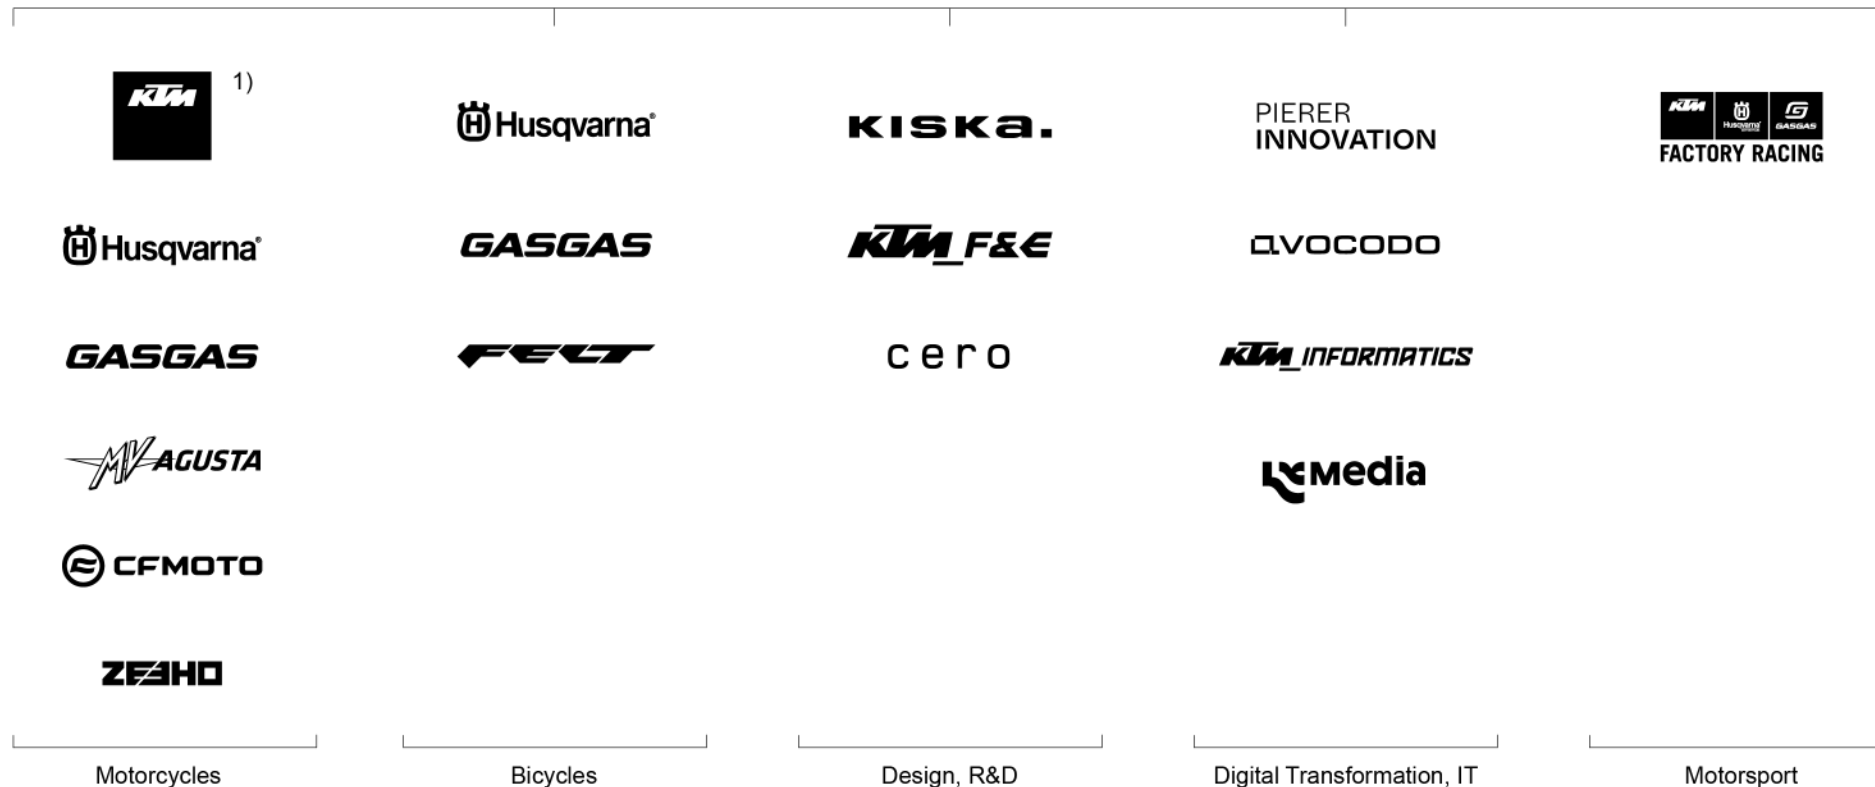 KTM 1)
Husqvarna®
GASGAS
MV AGUSTA
CFMOTO
ZEEHO
Motorcycles
Husqvarna®
GASGAS
FELT
Bicycles
KISKa.
KTM_F&E
cero
Design, R&D
PIERER
INNOVATION
aVOCODO
KTM_INFORMATICS
Media
Digital Transformation, IT
KTM Husqvarna GASGAS
FACTORY RACING
Motorsport